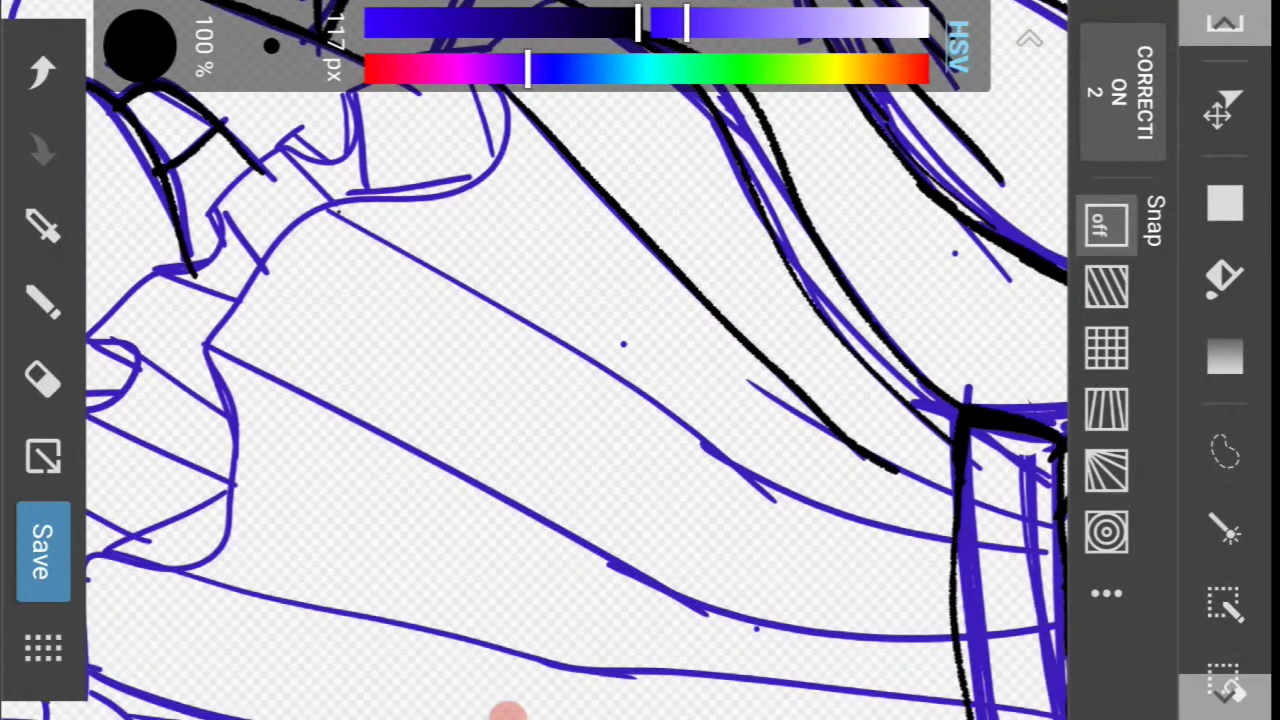 HSV
117 px
100 %
CORRECTI
ON
2
Snap
off
Save